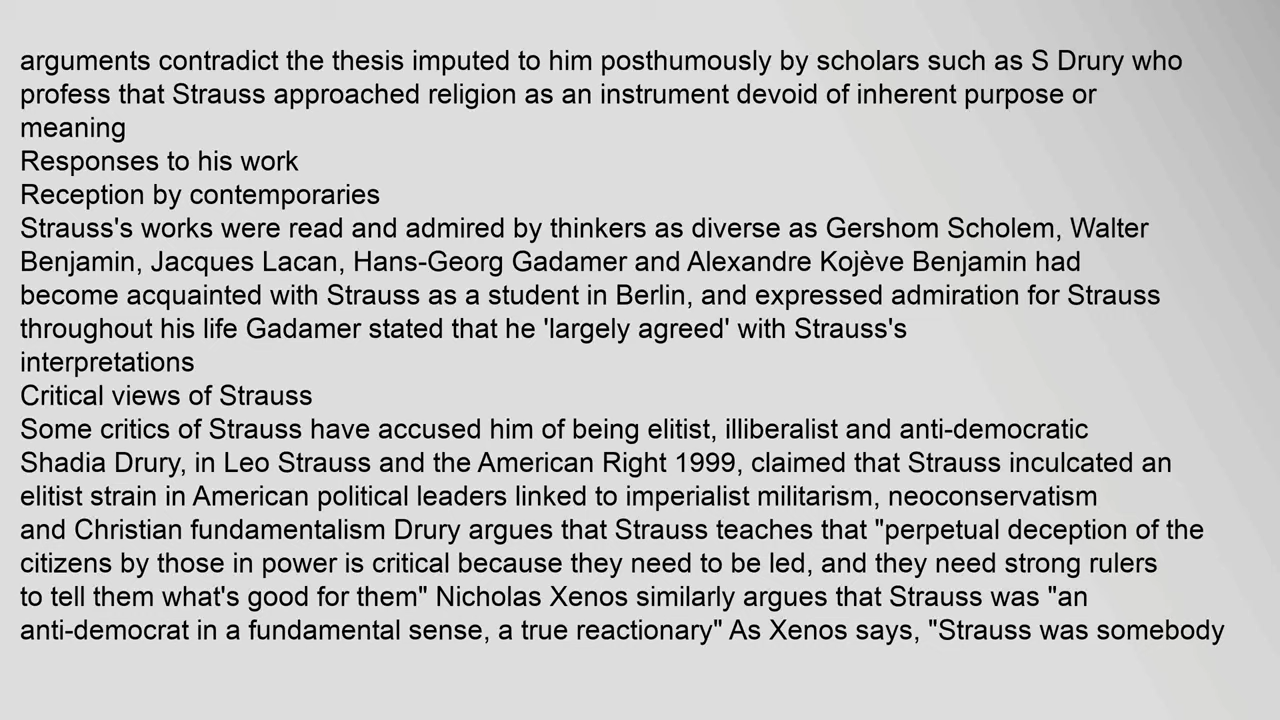 arguments contradict the thesis imputed to him posthumously by scholars such as S Drury who
profess that Strauss approached religion as an instrument devoid of inherent purpose or
meaning
Responses to his work
Reception by contemporaries
Strauss's works were read and admired by thinkers as diverse as Gershom Scholem, Walter
Benjamin, Jacques Lacan, Hans-Georg Gadamer and Alexandre Kojève Benjamin had
become acquainted with Strauss as a student in Berlin, and expressed admiration for Strauss
throughout his life Gadamer stated that he 'largely agreed' with Strauss's
interpretations
Critical views of Strauss
Some critics of Strauss have accused him of being elitist, illiberalist and anti-democratic
Shadia Drury, in Leo Strauss and the American Right 1999, claimed that Strauss inculcated an
elitist strain in American political leaders linked to imperialist militarism, neoconservatism
and Christian fundamentalism Drury argues that Strauss teaches that "perpetual deception of the
citizens by those in power is critical because they need to be led, and they need strong rulers
to tell them what's good for them" Nicholas Xenos similarly argues that Strauss was "an
anti-democrat in a fundamental sense, a true reactionary" As Xenos says, "Strauss was somebody